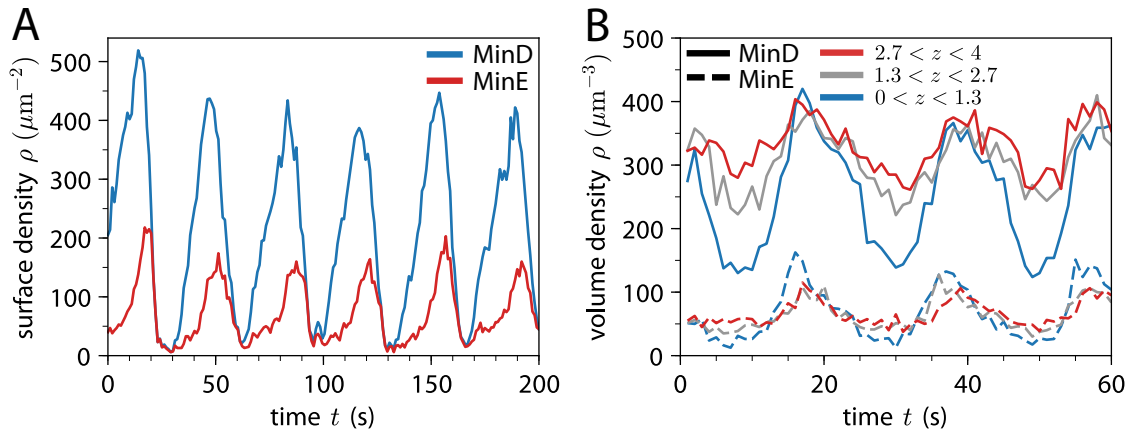 A
surface density ρ (μm⁻²)
500
400
300
200
100
0
MinD
MinE
0
50
100
150
200
time t (s)
B
volume density ρ (μm⁻³)
500
400
300
200
100
0
MinD
MinE
2.7 < z < 4
1.3 < z < 2.7
0 < z < 1.3
0
20
40
60
time t (s)